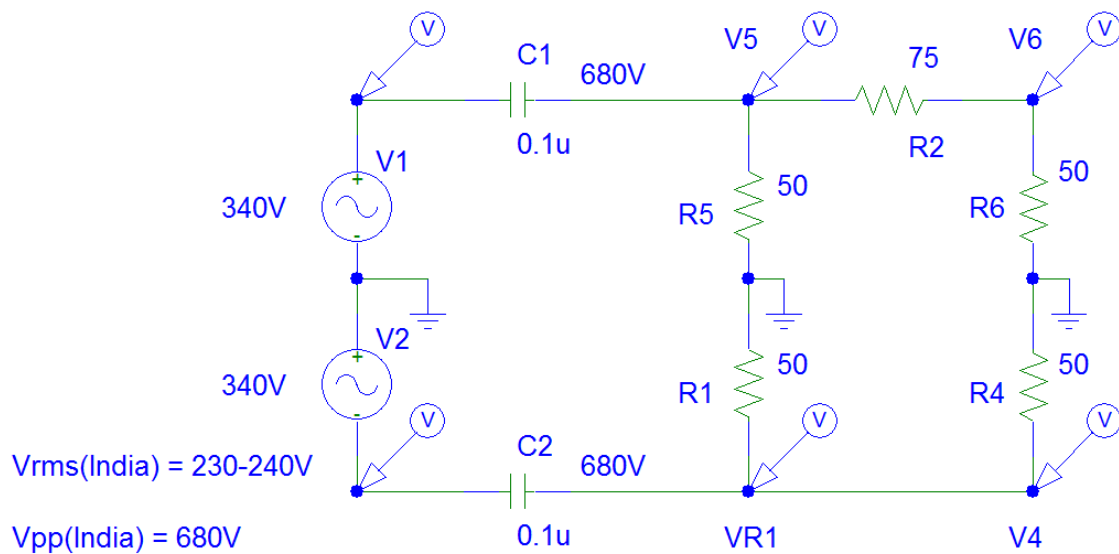 V
V
V
V5
V6
C1
75
680V
0.1u
R2
V1
+
-
340V
50
R5
50
R6
V2
+
-
340V
50
R1
50
R4
V
V
V
C2
680V
Vrms(India) = 230-240V
0.1u
VR1
V4
Vpp(India) = 680V